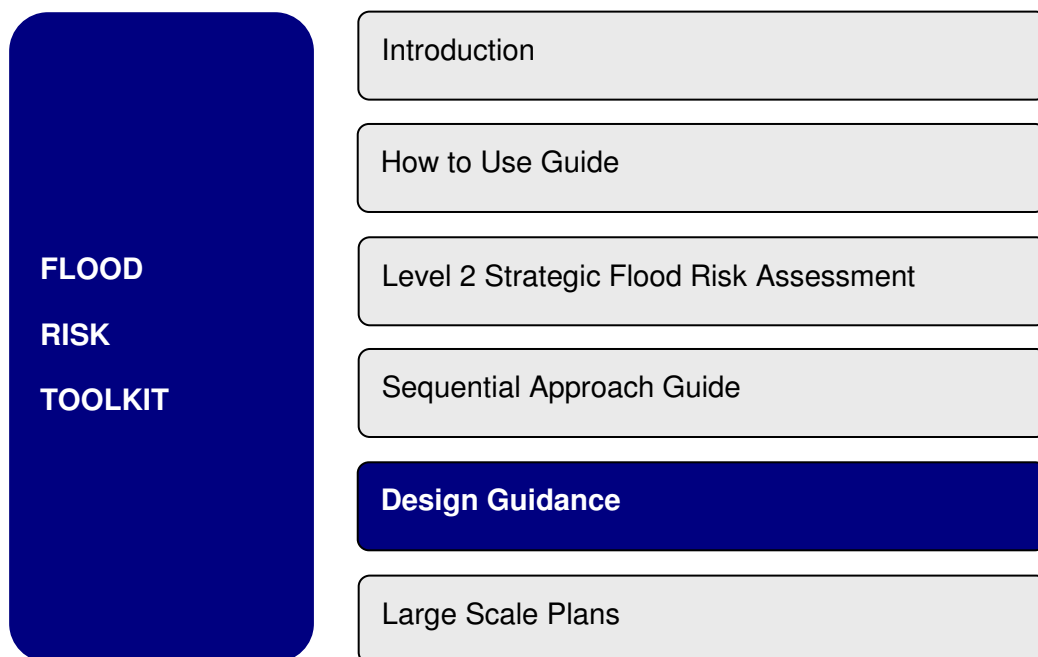 FLOOD
RISK
TOOLKIT
Introduction
How to Use Guide
Level 2 Strategic Flood Risk Assessment
Sequential Approach Guide
Design Guidance
Large Scale Plans